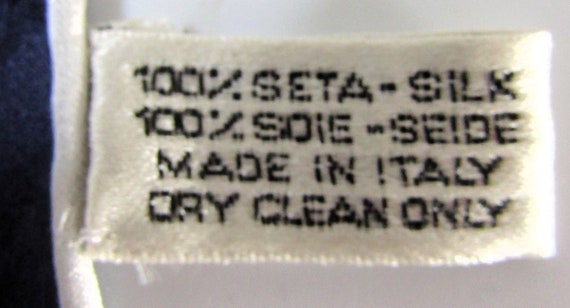 100% SETA - SILK
100% SOIE - SEIDE
MADE IN ITALY
DRY CLEAN ONLY